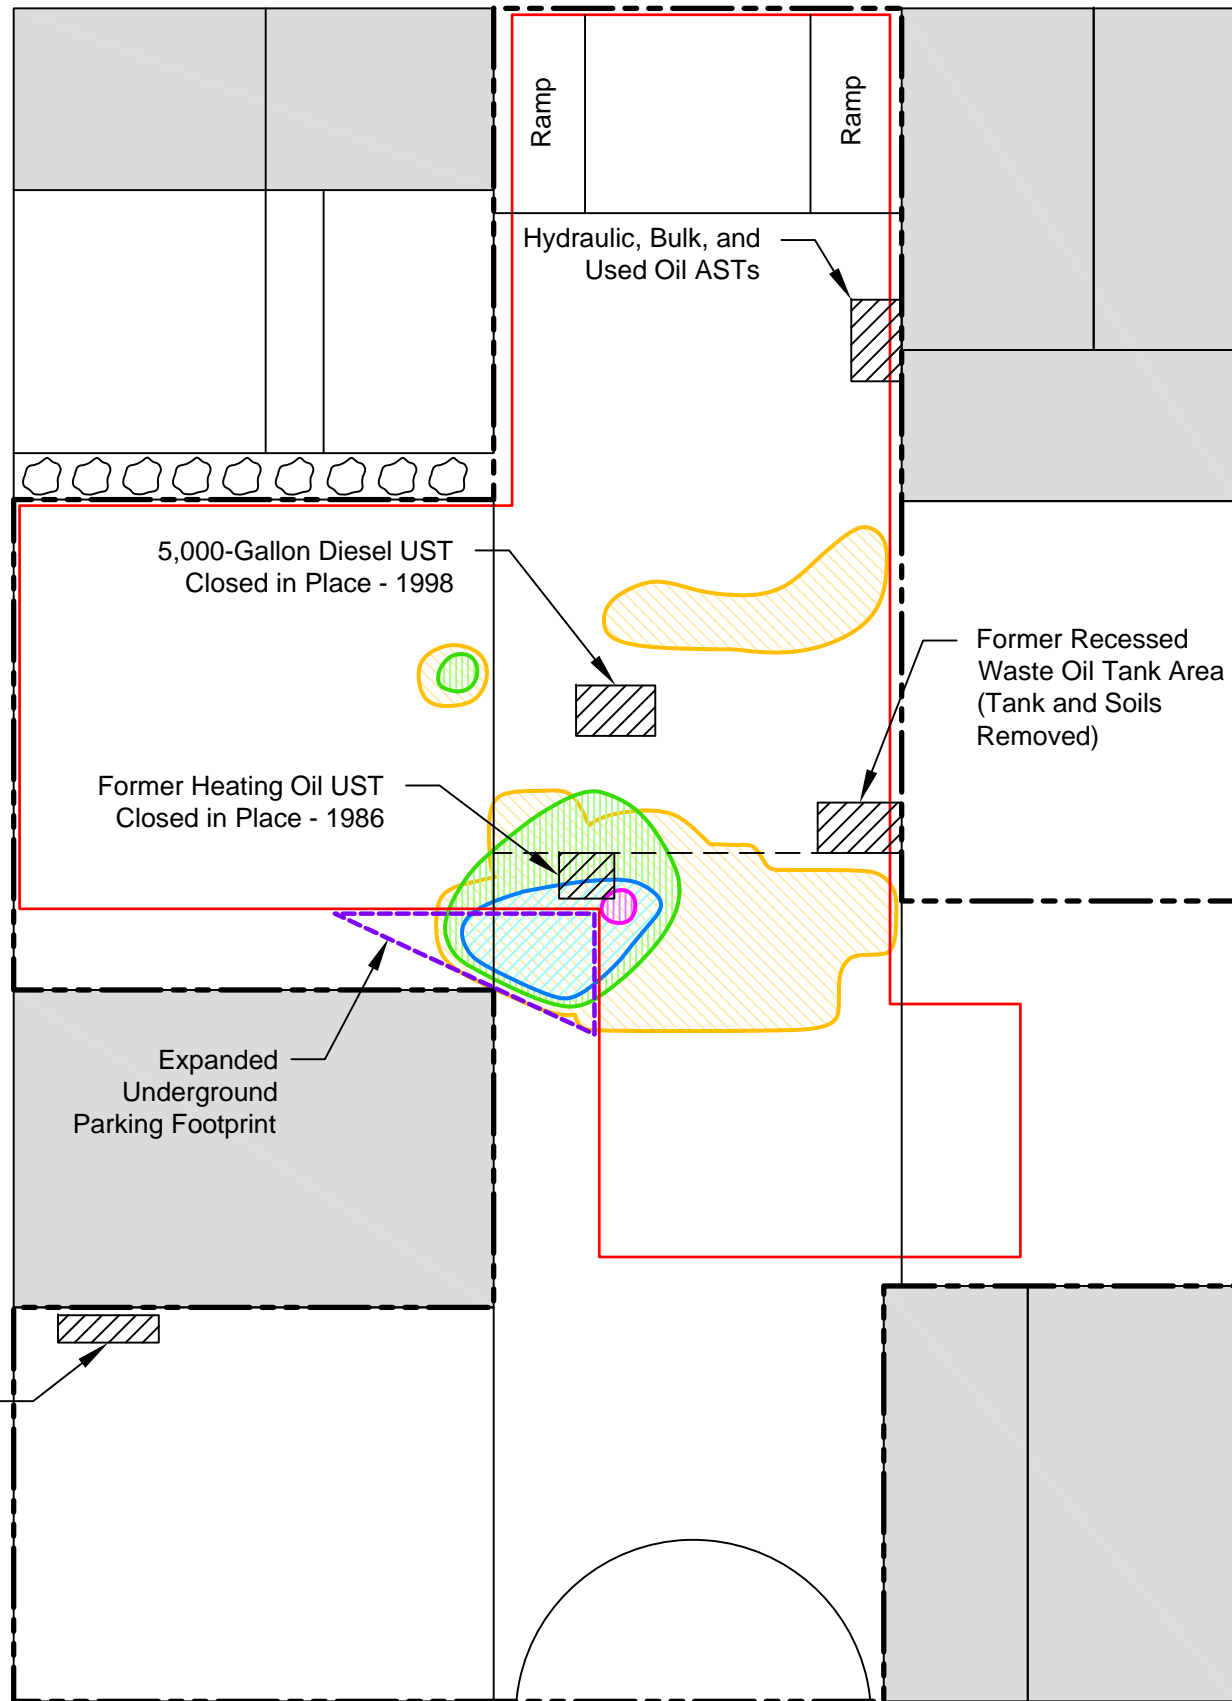 Ramp
Ramp
Hydraulic, Bulk, and
Used Oil ASTs
5,000-Gallon Diesel UST
Closed in Place - 1998
Former Recessed
Waste Oil Tank Area
(Tank and Soils
Removed)
Former Heating Oil UST
Closed in Place - 1986
Expanded
Underground
Parking Footprint